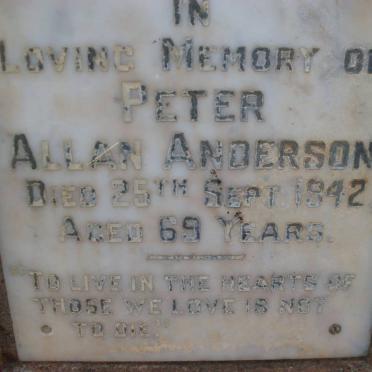 IN
LOVING MEMORY OF
PETER
ALLAN ANDERSON
DIED 25TH SEPT. 1942
AGED 69 YEARS.
"TO LIVE IN THE HEARTS OF
THOSE WE LOVE IS NOT
TO DIE"